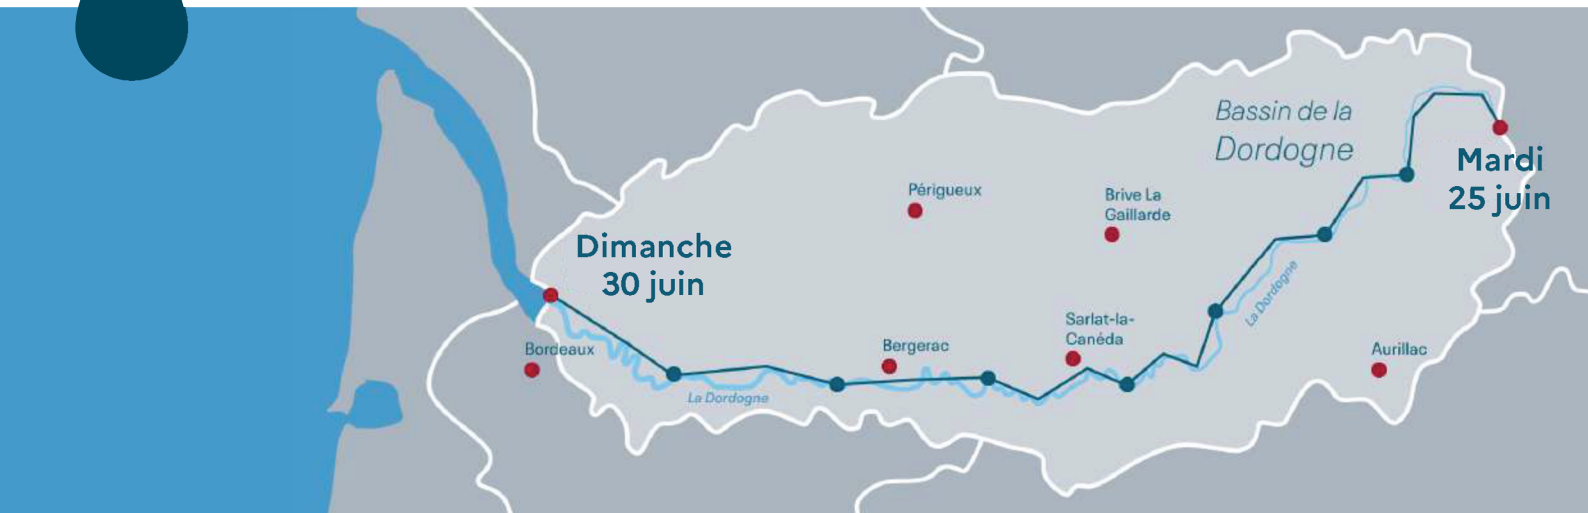 Bassin de la
Dordogne
Mardi
25 juin
Périgueux
Brive La
Gaillarde
Dimanche
30 juin
La Dordogne
Sarlat-la-
Canéda
Bordeaux
Bergerac
Aurillac
La Dordogne